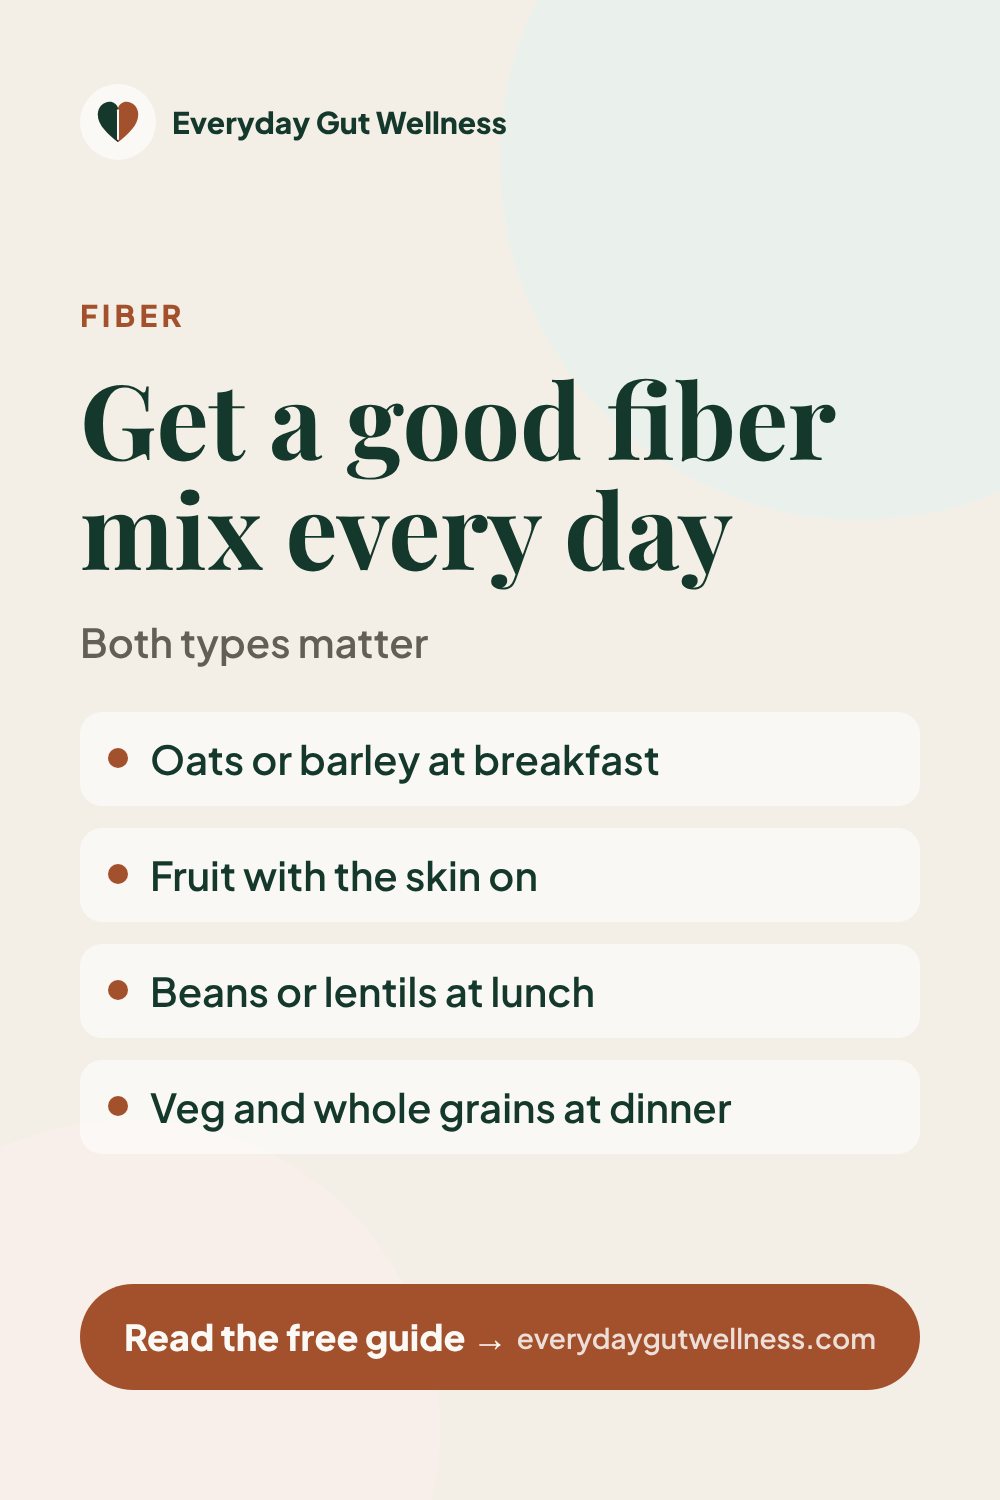 Everyday Gut Wellness
FIBER
Get a good fiber
mix every day
Both types matter
Oats or barley at breakfast
Fruit with the skin on
Beans or lentils at lunch
Veg and whole grains at dinner
Read the free guide → everydaygutwellness.com